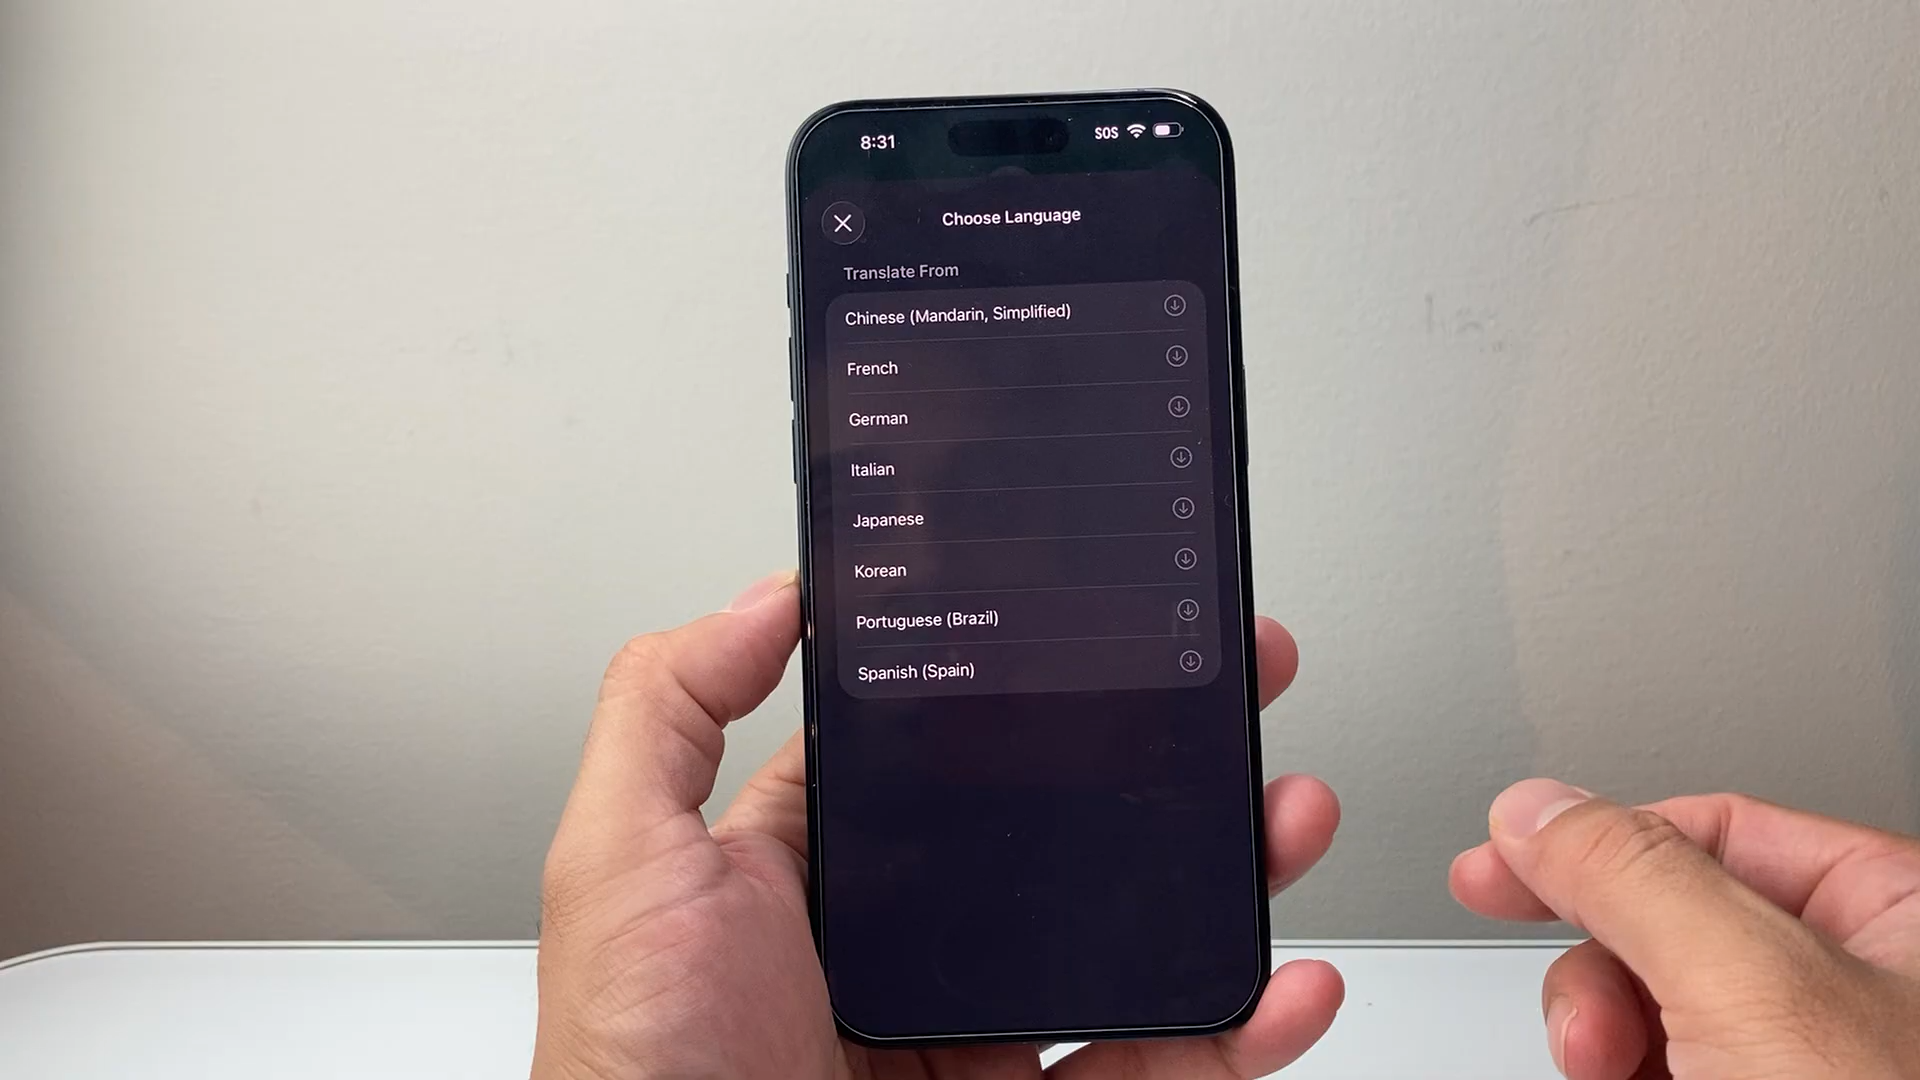 8:31
SOS
Choose Language
Translate From
Chinese (Mandarin, Simplified)
French
German
Italian
Japanese
Korean
Portuguese (Brazil)
Spanish (Spain)